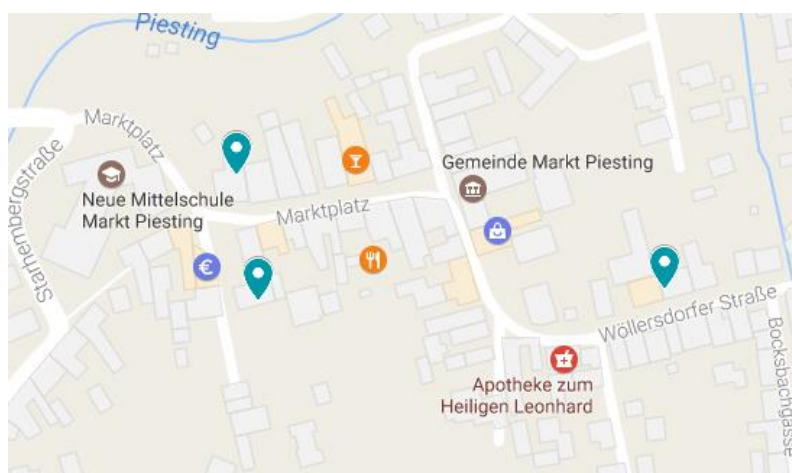 Piesting
Marktplatz
Starhembergstraße
Neue Mittelschule
Markt Piesting
Marktplatz
Gemeinde Markt Piesting
€
Wöllersdorfer Straße
Bocksbachgasse
Apotheke zum
Heiligen Leonhard